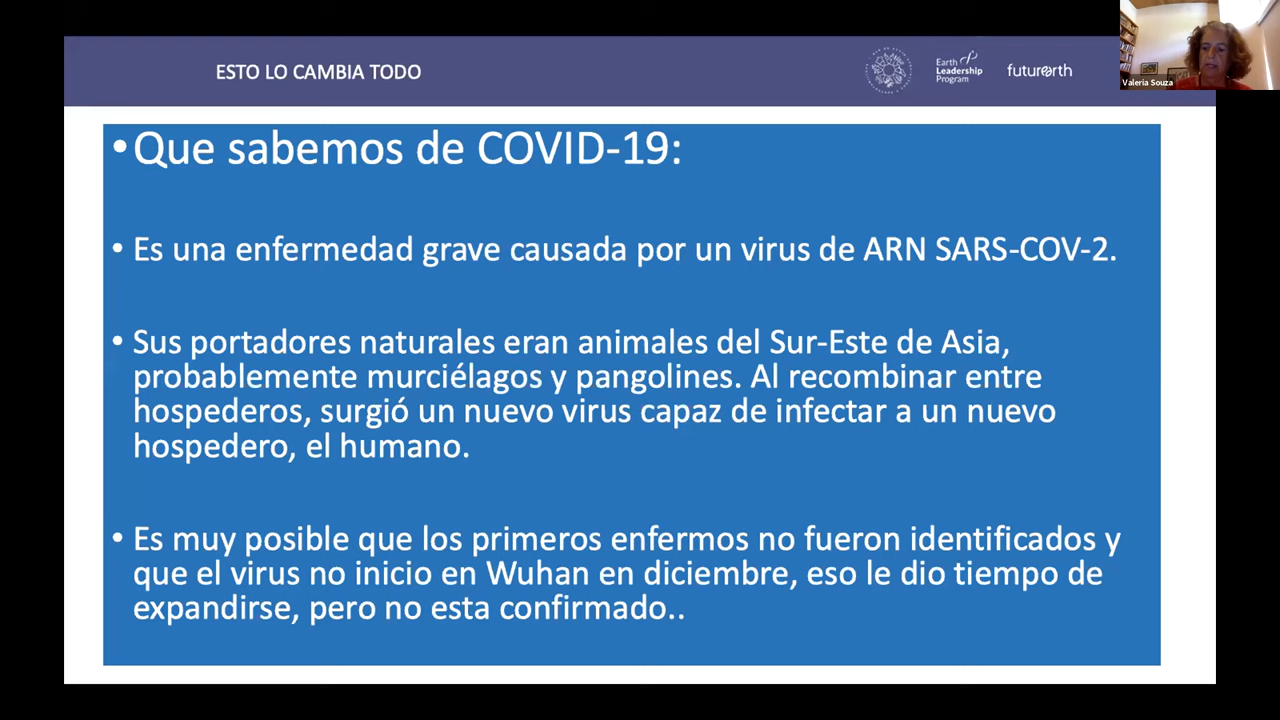 ESTO LO CAMBIA TODO
Earth
Leadership
Program
futurerth
Valeria Souza
•Que sabemos de COVID-19:
• Es una enfermedad grave causada por un virus de ARN SARS-COV-2.
• Sus portadores naturales eran animales del Sur-Este de Asia,
probablemente murciélagos y pangolines. Al recombinar entre
hospederos, surgió un nuevo virus capaz de infectar a un nuevo
hospedero, el humano.
• Es muy posible que los primeros enfermos no fueron identificados y
que el virus no inicio en Wuhan en diciembre, eso le dio tiempo de
expandirse, pero no esta confirmado..